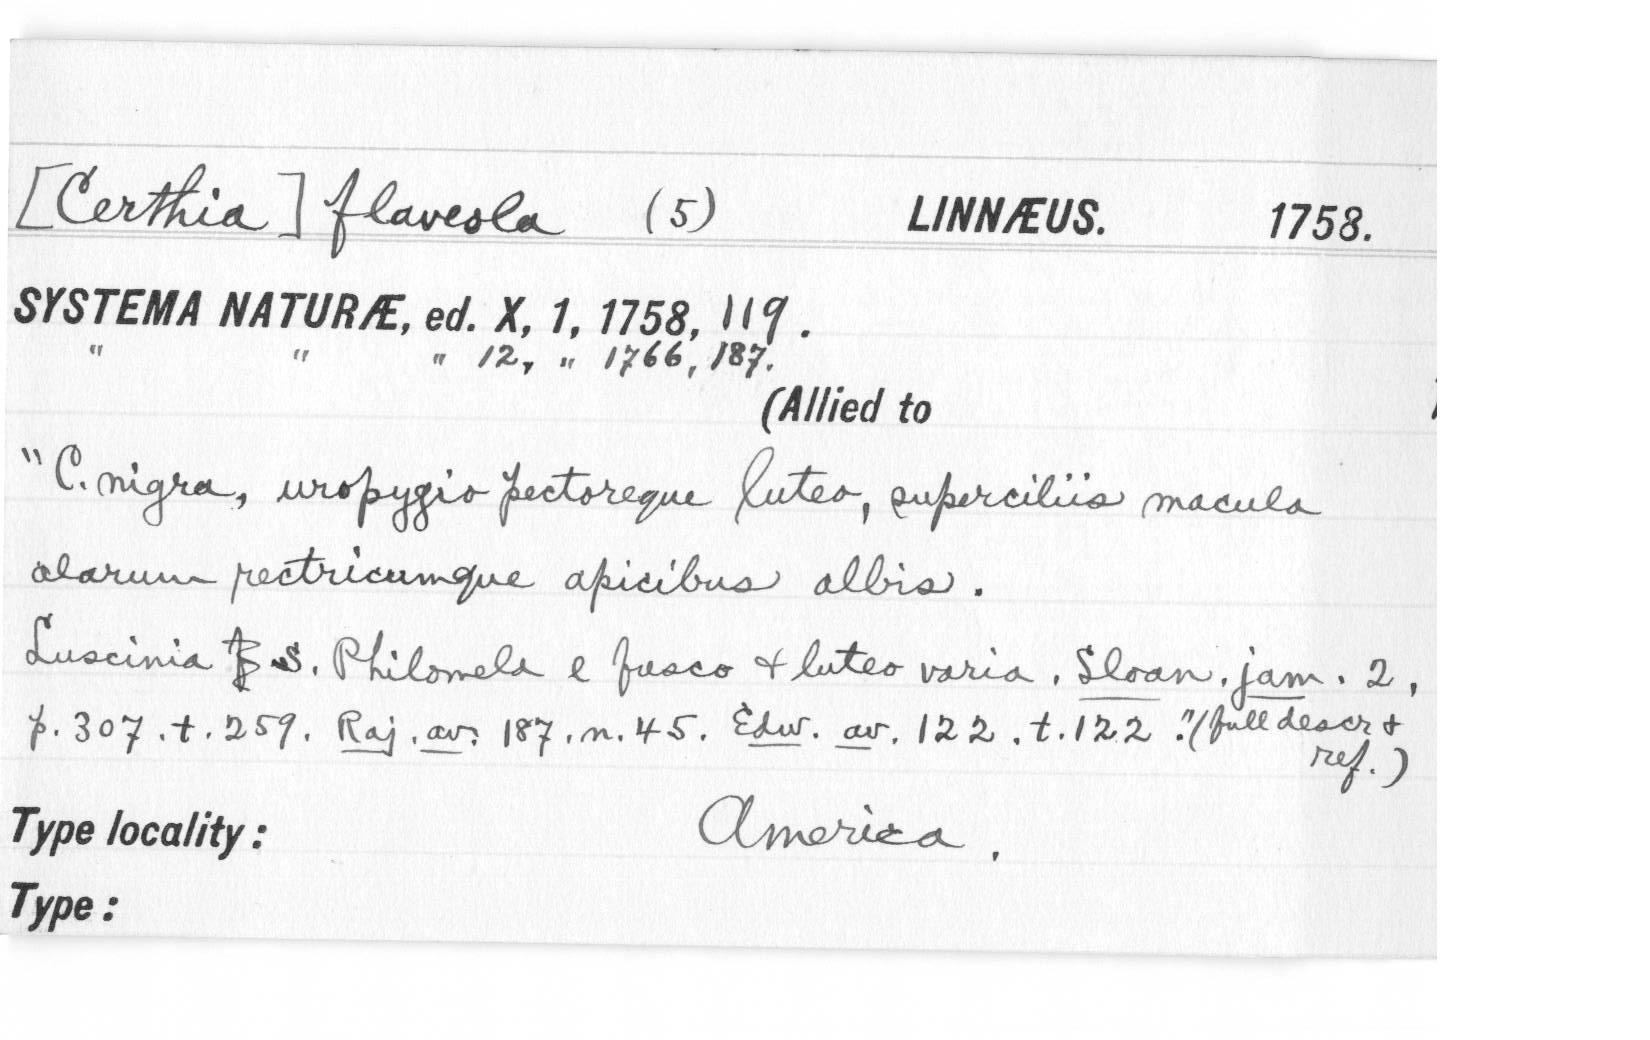 [Certhia] flaveola (5) LINNÆUS. 1758.
SYSTEMA NATURÆ, ed. X, 1, 1758, 119.
" " " 12, " 1766, 187.
(Allied to
"C. nigra, uropygio pectoreque luteo, superciliis macula
alarum rectricumque apicibus albis.
Luscinia s. Philomela e fusco & luteo varia. Sloan. jam. 2,
p. 307. t. 259. Raj. av. 187. n. 45. Edw. av. 122. t. 122." (full descr &
ref.)
Type locality: America.
Type: